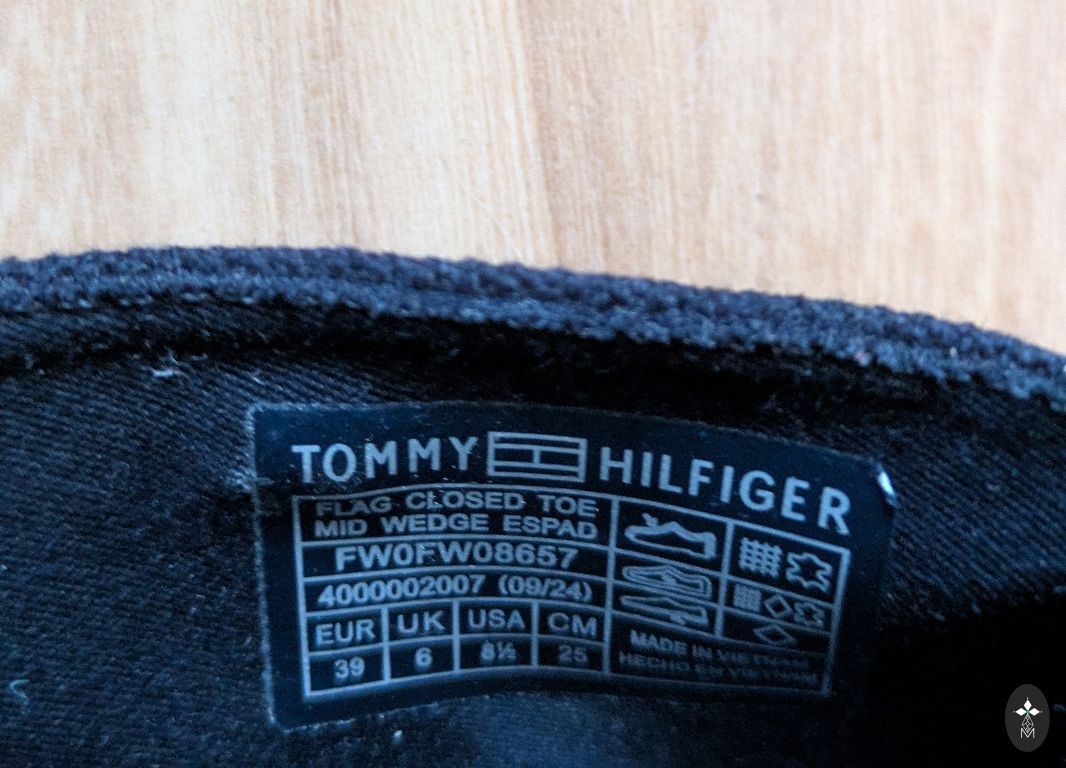 TOMMY HILFIGER
FLAG CLOSED TOE
MID WEDGE ESPAD
FW0FW08657
4000002007 (09/24)
EUR UK USA CM
39 6 8½ 25
MADE IN VIETNAM
HECHO EN VIETNAM
M